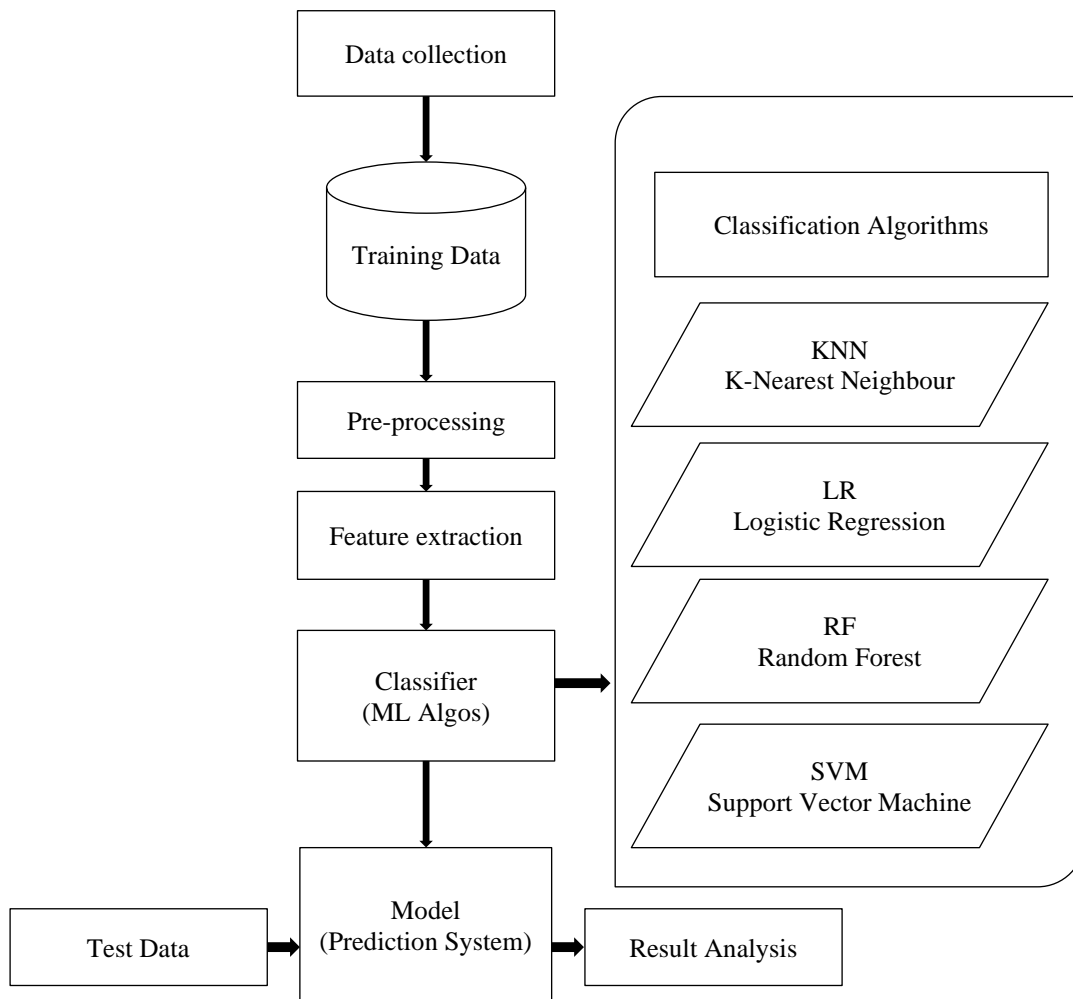 Data collection
Training Data
Pre-processing
Feature extraction
Classifier
(ML Algos)
Classification Algorithms
KNN
K-Nearest Neighbour
LR
Logistic Regression
RF
Random Forest
SVM
Support Vector Machine
Test Data
Model
(Prediction System)
Result Analysis